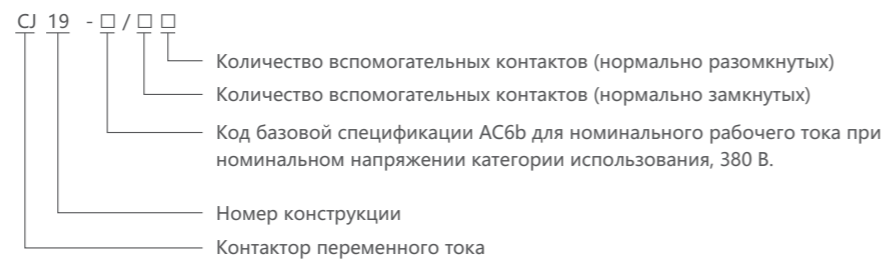 CJ 19 - □ / □ □
Количество вспомогательных контактов (нормально разомкнутых)
Количество вспомогательных контактов (нормально замкнутых)
Код базовой спецификации АС6b для номинального рабочего тока при
номинальном напряжении категории использования, 380 В.
Номер конструкции
Контактор переменного тока